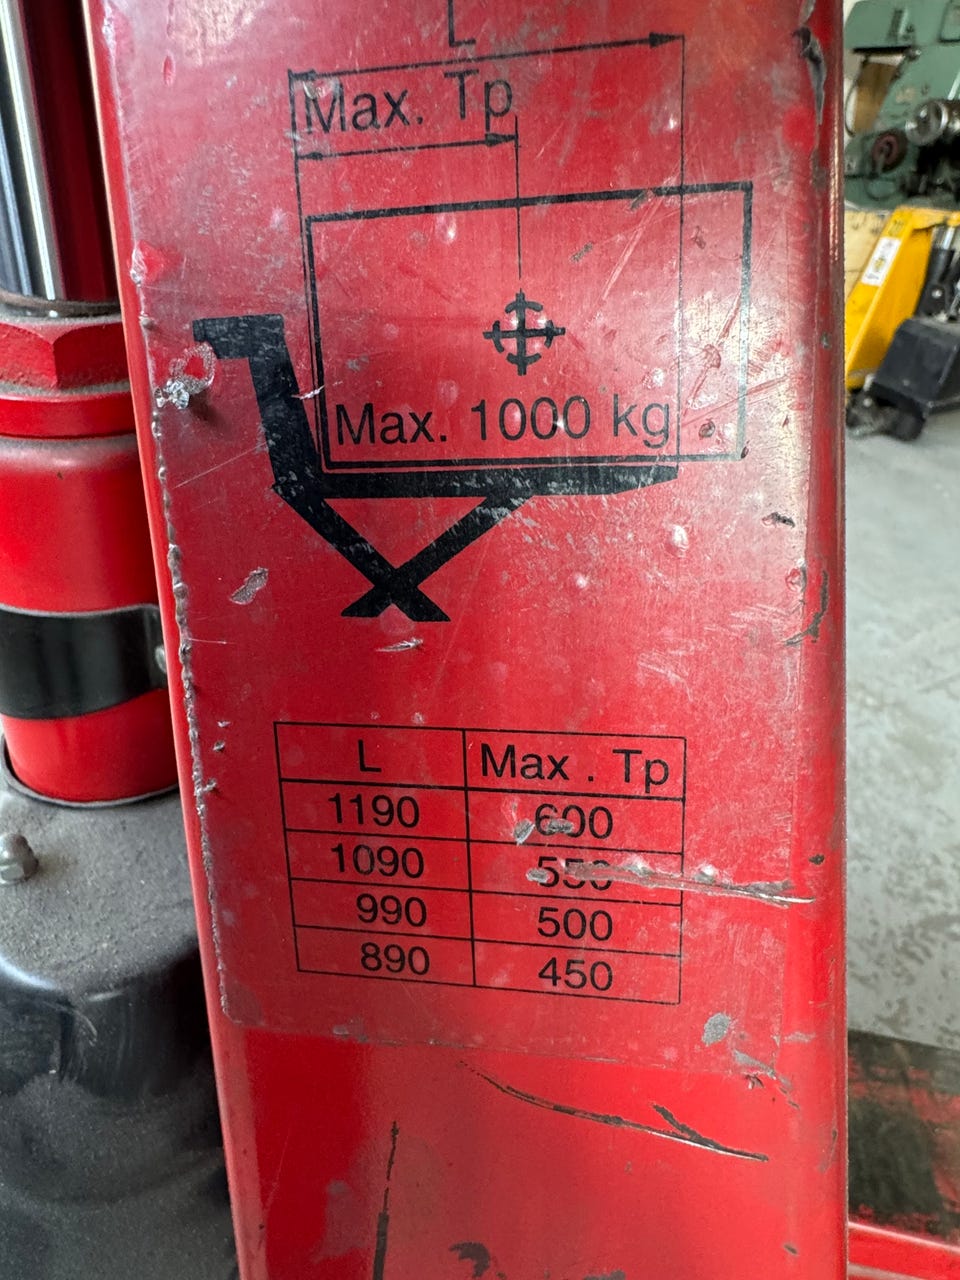 L
Max. Tp
Max. 1000 kg
L Max . Tp
1190 600
1090 550
990 500
890 450